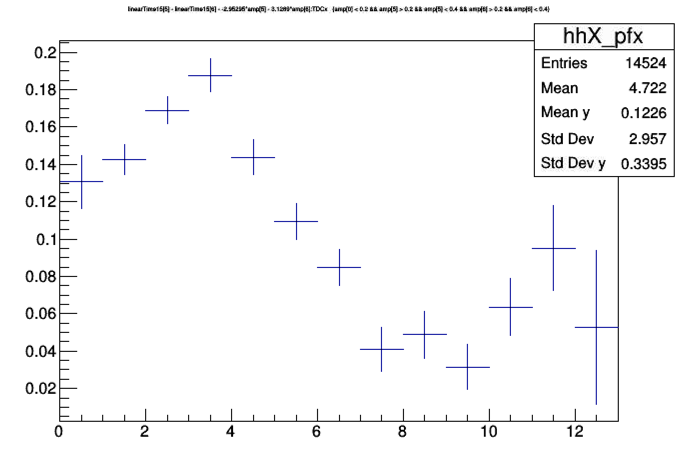 linearTime15[5] - linearTime15[6] - -2.95295*amp[5] - 3.1269*amp[6]:TDCx {amp[0] < 0.2 && amp[5] > 0.2 && amp[5] < 0.4 && amp[6] > 0.2 && amp[6] < 0.4}
hhX_pfx
Entries 14524
Mean 4.722
Mean y 0.1226
Std Dev 2.957
Std Dev y 0.3395
0.2
0.18
0.16
0.14
0.12
0.1
0.08
0.06
0.04
0.02
0 2 4 6 8 10 12